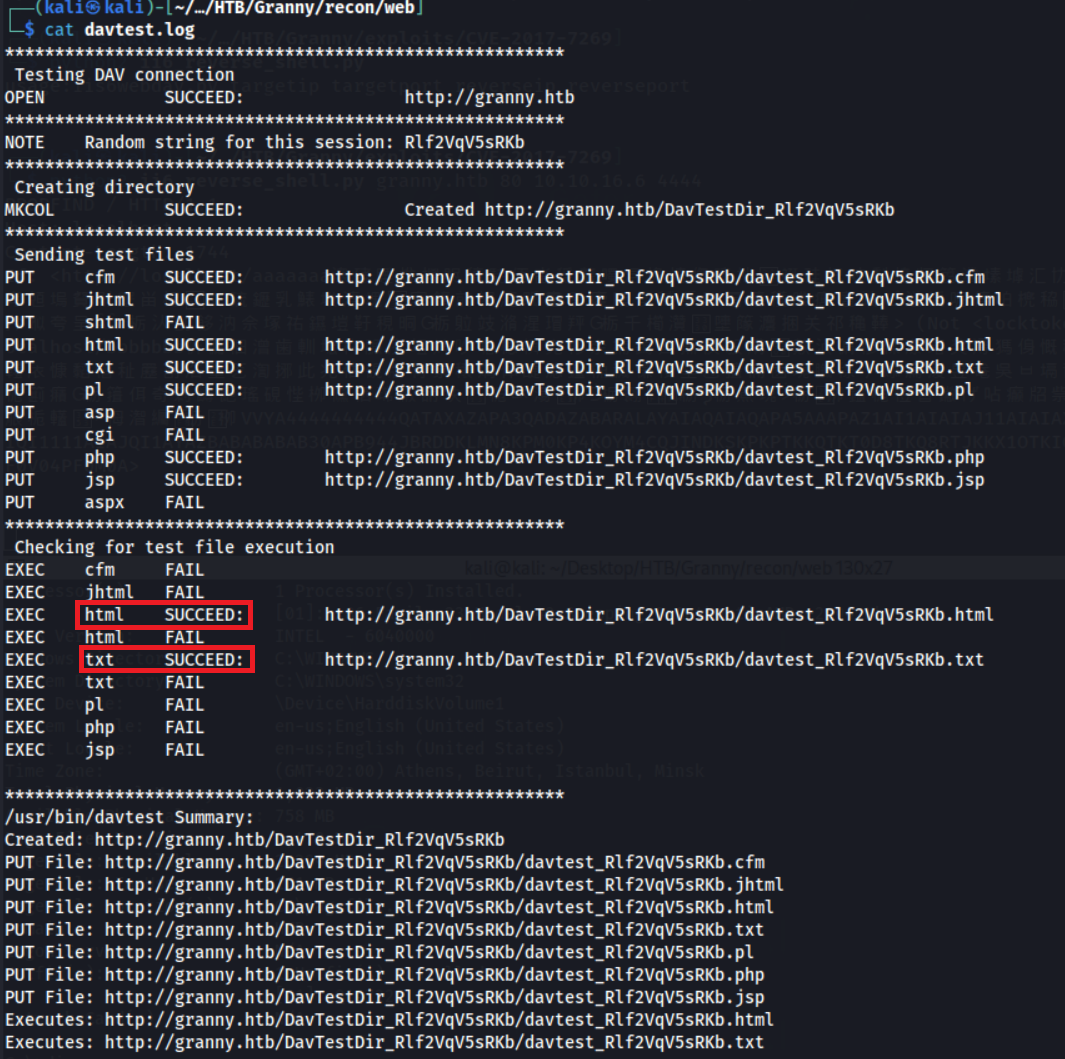 ┌──(kali㉿kali)-[~/…/HTB/Granny/recon/web]
└─$ cat davtest.log
********************************************************
Testing DAV connection
OPEN SUCCEED: http://granny.htb
********************************************************
NOTE Random string for this session: Rlf2VqV5sRKb
********************************************************
Creating directory
MKCOL SUCCEED: Created http://granny.htb/DavTestDir_Rlf2VqV5sRKb
********************************************************
Sending test files
PUT cfm SUCCEED: http://granny.htb/DavTestDir_Rlf2VqV5sRKb/davtest_Rlf2VqV5sRKb.cfm
PUT jhtml SUCCEED: http://granny.htb/DavTestDir_Rlf2VqV5sRKb/davtest_Rlf2VqV5sRKb.jhtml
PUT shtml FAIL
PUT html SUCCEED: http://granny.htb/DavTestDir_Rlf2VqV5sRKb/davtest_Rlf2VqV5sRKb.html
PUT txt SUCCEED: http://granny.htb/DavTestDir_Rlf2VqV5sRKb/davtest_Rlf2VqV5sRKb.txt
PUT pl SUCCEED: http://granny.htb/DavTestDir_Rlf2VqV5sRKb/davtest_Rlf2VqV5sRKb.pl
PUT asp FAIL
PUT cgi FAIL
PUT php SUCCEED: http://granny.htb/DavTestDir_Rlf2VqV5sRKb/davtest_Rlf2VqV5sRKb.php
PUT jsp SUCCEED: http://granny.htb/DavTestDir_Rlf2VqV5sRKb/davtest_Rlf2VqV5sRKb.jsp
PUT aspx FAIL
********************************************************
Checking for test file execution
EXEC cfm FAIL
EXEC jhtml FAIL
EXEC html SUCCEED: http://granny.htb/DavTestDir_Rlf2VqV5sRKb/davtest_Rlf2VqV5sRKb.html
EXEC html FAIL
EXEC txt SUCCEED: http://granny.htb/DavTestDir_Rlf2VqV5sRKb/davtest_Rlf2VqV5sRKb.txt
EXEC txt FAIL
EXEC pl FAIL
EXEC php FAIL
EXEC jsp FAIL
********************************************************
/usr/bin/davtest Summary:
Created: http://granny.htb/DavTestDir_Rlf2VqV5sRKb
PUT File: http://granny.htb/DavTestDir_Rlf2VqV5sRKb/davtest_Rlf2VqV5sRKb.cfm
PUT File: http://granny.htb/DavTestDir_Rlf2VqV5sRKb/davtest_Rlf2VqV5sRKb.jhtml
PUT File: http://granny.htb/DavTestDir_Rlf2VqV5sRKb/davtest_Rlf2VqV5sRKb.html
PUT File: http://granny.htb/DavTestDir_Rlf2VqV5sRKb/davtest_Rlf2VqV5sRKb.txt
PUT File: http://granny.htb/DavTestDir_Rlf2VqV5sRKb/davtest_Rlf2VqV5sRKb.pl
PUT File: http://granny.htb/DavTestDir_Rlf2VqV5sRKb/davtest_Rlf2VqV5sRKb.php
PUT File: http://granny.htb/DavTestDir_Rlf2VqV5sRKb/davtest_Rlf2VqV5sRKb.jsp
Executes: http://granny.htb/DavTestDir_Rlf2VqV5sRKb/davtest_Rlf2VqV5sRKb.html
Executes: http://granny.htb/DavTestDir_Rlf2VqV5sRKb/davtest_Rlf2VqV5sRKb.txt